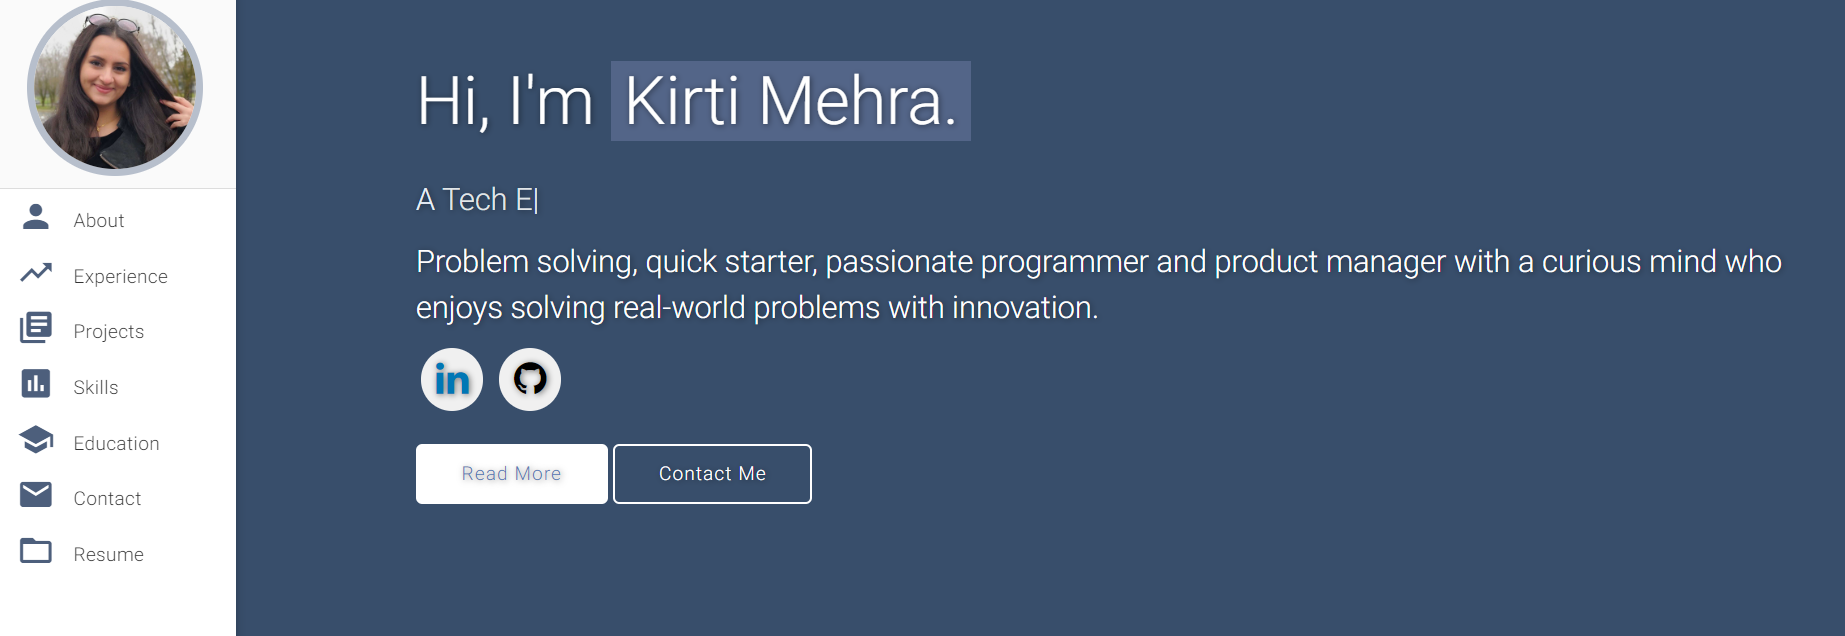 Hi, I'm Kirti Mehra.
A Tech E|
Problem solving, quick starter, passionate programmer and product manager with a curious mind who
enjoys solving real-world problems with innovation.
in
Read More
Contact Me
About
Experience
Projects
Skills
Education
Contact
Resume